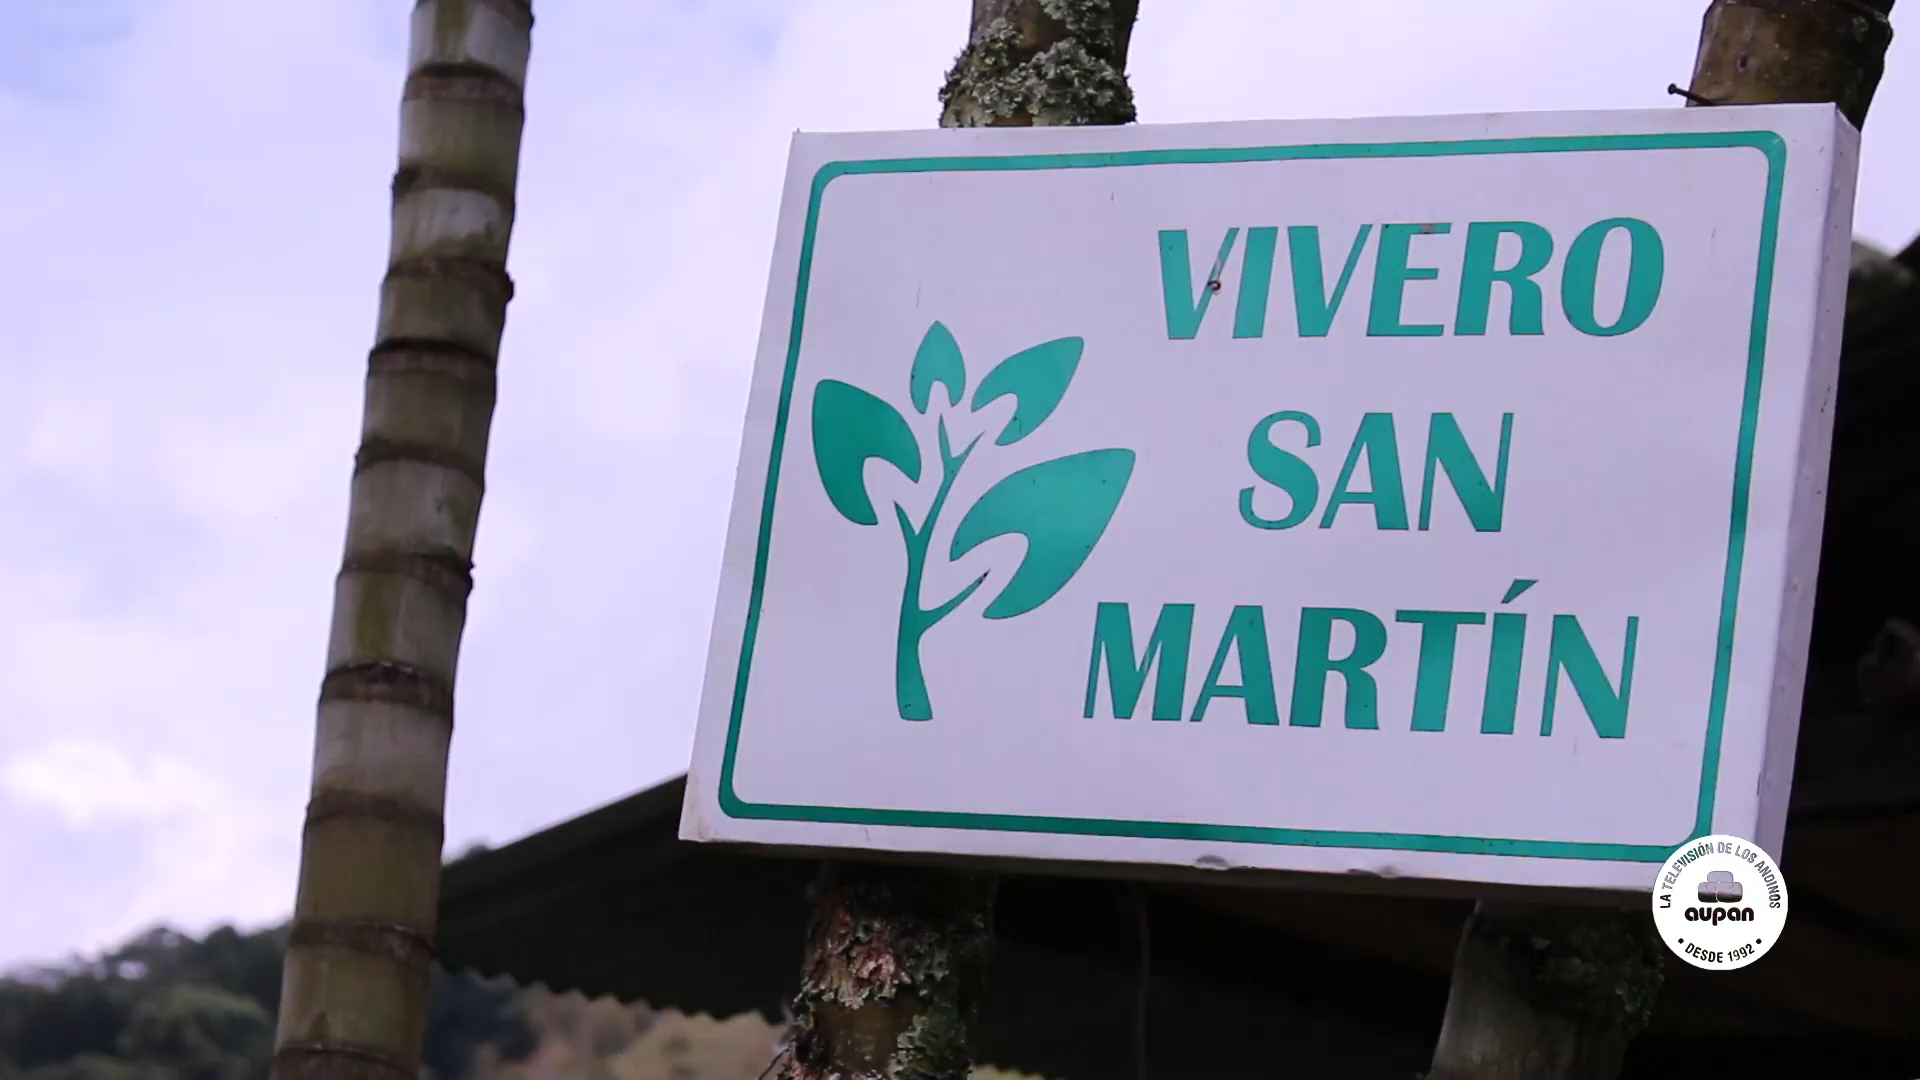 VIVERO
SAN
MARTÍN
LA TELEVISIÓN DE LOS ANDINOS
aupan
• DESDE 1992 •